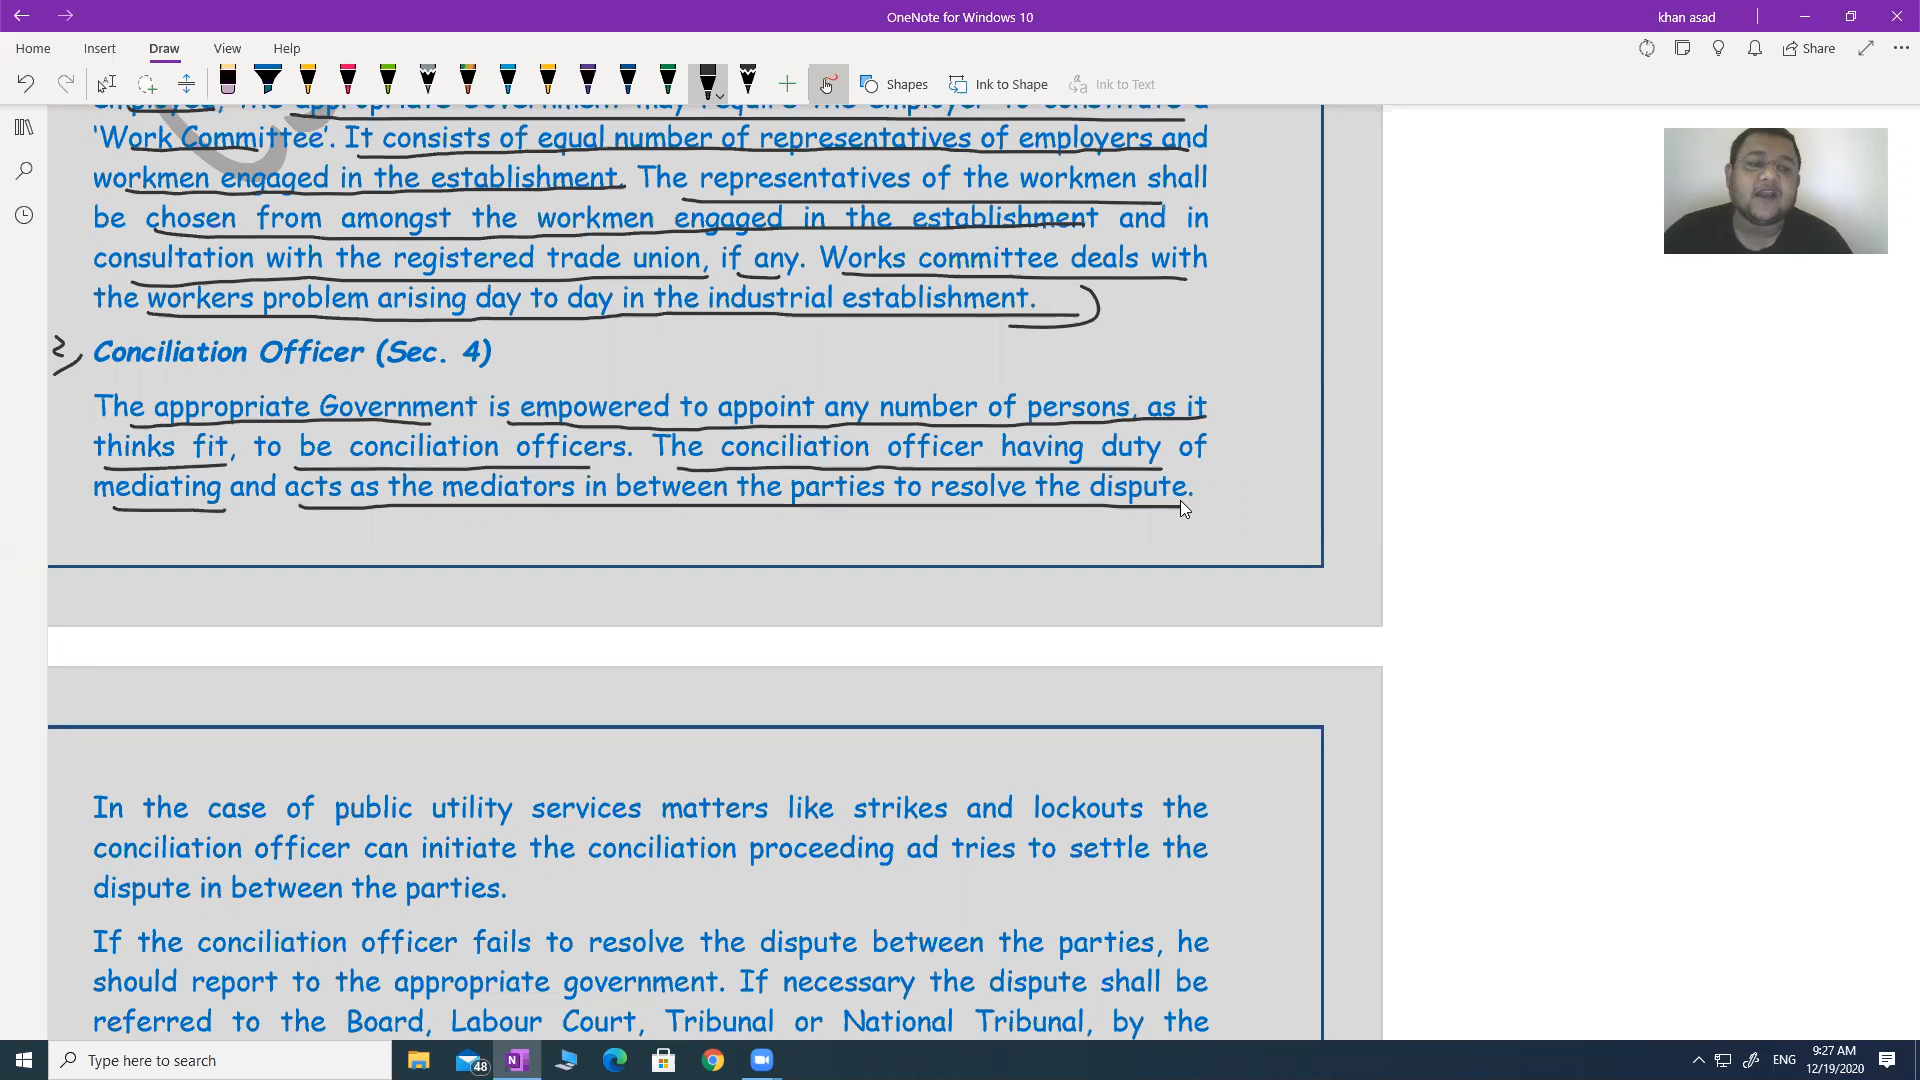 OneNote for Windows 10
khan asad
Home Insert Draw View Help
Share
Shapes Ink to Shape Ink to Text
employed, the appropriate Government may require the employer to constitute a
'Work Committee'. It consists of equal number of representatives of employers and
workmen engaged in the establishment. The representatives of the workmen shall
be chosen from amongst the workmen engaged in the establishment and in
consultation with the registered trade union, if any. Works committee deals with
the workers problem arising day to day in the industrial establishment.
Conciliation Officer (Sec. 4)
The appropriate Government is empowered to appoint any number of persons, as it
thinks fit, to be conciliation officers. The conciliation officer having duty of
mediating and acts as the mediators in between the parties to resolve the dispute.
In the case of public utility services matters like strikes and lockouts the
conciliation officer can initiate the conciliation proceeding ad tries to settle the
dispute in between the parties.
If the conciliation officer fails to resolve the dispute between the parties, he
should report to the appropriate government. If necessary the dispute shall be
referred to the Board, Labour Court, Tribunal or National Tribunal, by the
Type here to search
48
N
ENG
9:27 AM
12/19/2020